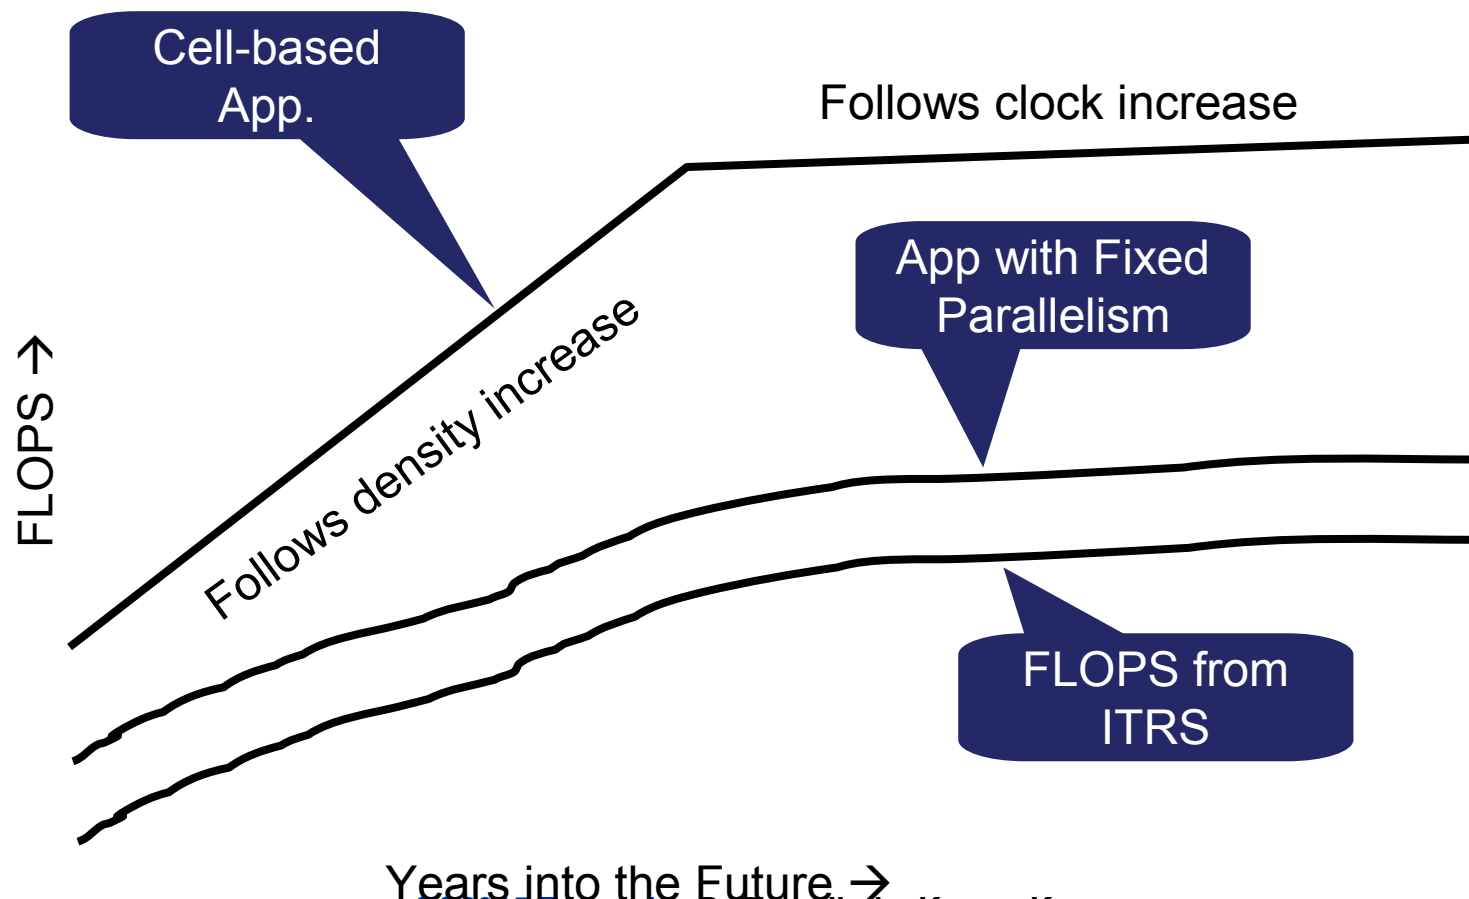 Cell-based
App.
Follows clock increase
App with Fixed
Parallelism
FLOPS →
Follows density increase
FLOPS from
ITRS
Years into the Future →